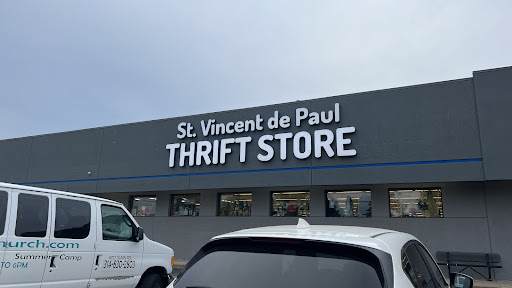 St. Vincent de Paul
THRIFT STORE
hurch.com
Summer Camp
TO 6PM